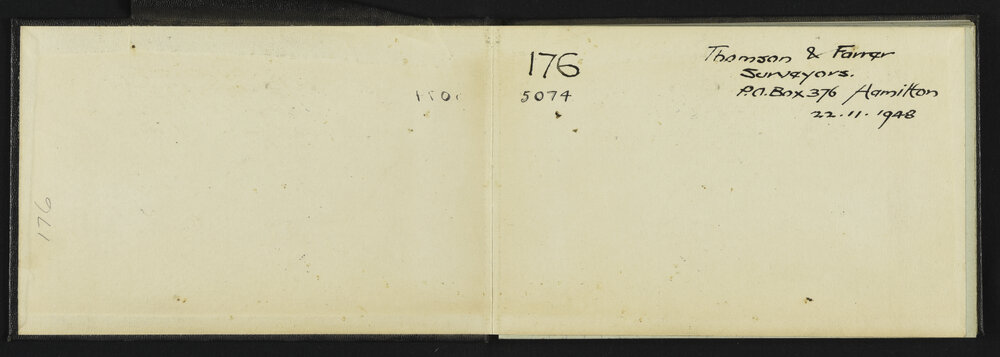 176
176
5074
Thomson & Farrer
Surveyors.
P.O. Box 376 Hamilton
22.11.1948